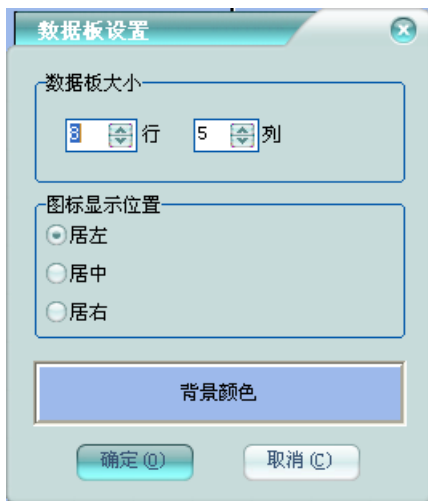 数据板设置
数据板大小
8 行 5 列
图标显示位置
居左
居中
居右
背景颜色
确定(O) 取消(C)